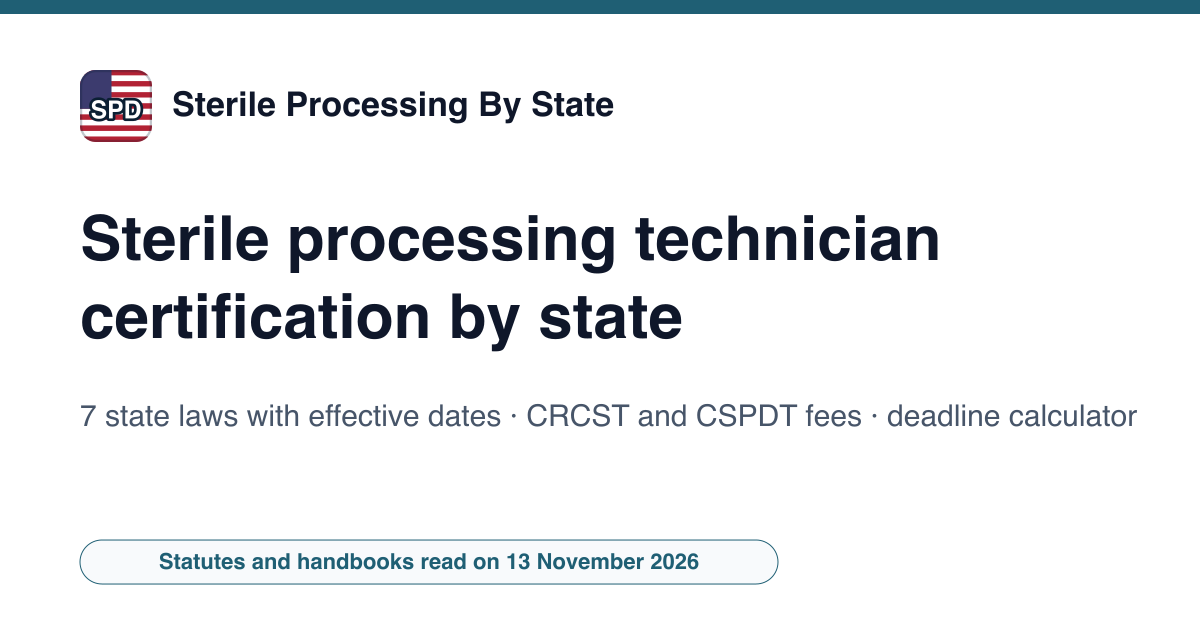 SPD
Sterile Processing By State
Sterile processing technician
certification by state
7 state laws with effective dates · CRCST and CSPDT fees · deadline calculator
Statutes and handbooks read on 13 November 2026